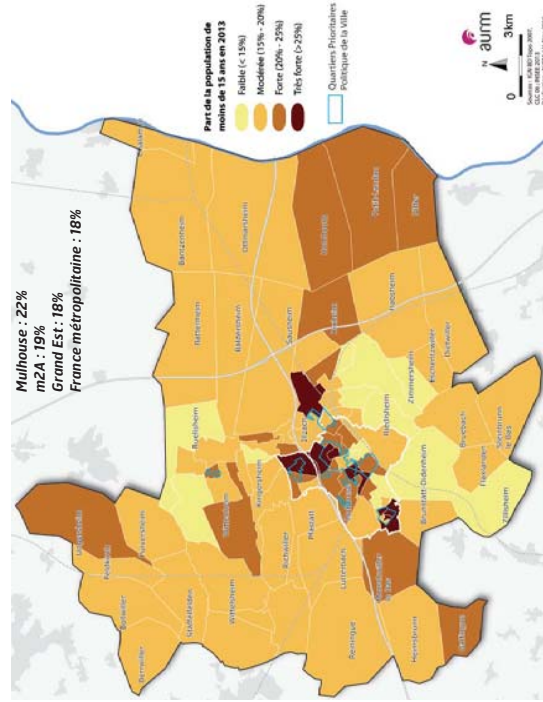 Mulhouse : 22%
m2A : 19%
Grand Est : 18%
France métropolitaine : 18%
Part de la population de
moins de 15 ans en 2013
Faible (< 15%)
Modérée (15% - 20%)
Forte (20% - 25%)
Très forte (>25%)
Quartiers Prioritaires
Politique de la Ville
N
aurm
0 3km
Chalampé
Bantzenheim
Ottmarsheim
Hombourg
Petit-Landau
Niffer
Battenheim
Baldersheim
Sausheim
Habsheim
Rixheim
Zimmersheim
Eschentzwiller
Dietwiller
Ruelisheim
Kingersheim
Illzach
Riedisheim
Bruebach
Flaxlanden
Steinbrunn
le Bas
Zillisheim
Brunstatt-Didenheim
Ungersheim
Feldkirch
Pulversheim
Bollwiller
Berrwiller
Staffelfelden
Wittelsheim
Wittenheim
Richwiller
Pfastatt
Lutterbach
Reiningue
Morschwiller
le Bas
Heimsbrunn
Galfingue